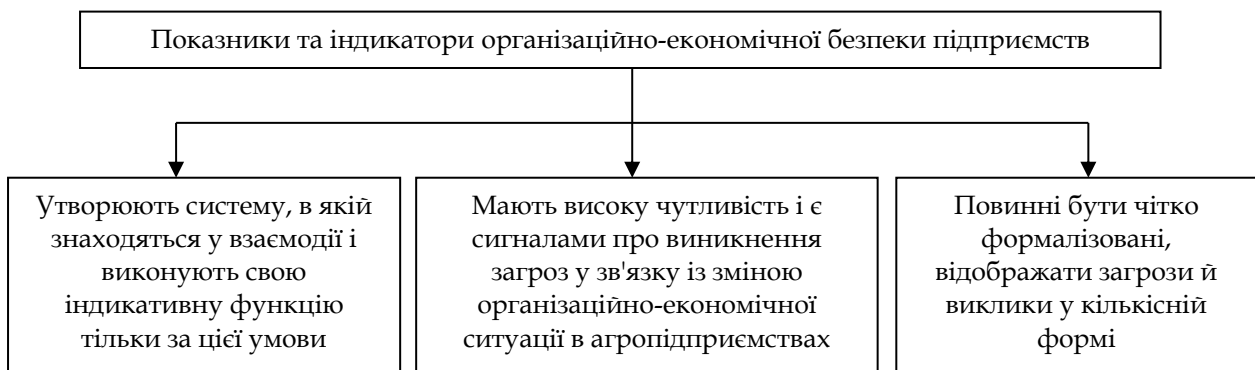 Показники та індикатори організаційно-економічної безпеки підприємств
Утворюють систему, в якій
знаходяться у взаємодії і
виконують свою
індикативну функцію
тільки за цієї умови
Мають високу чутливість і є
сигналами про виникнення
загроз у зв'язку із зміною
організаційно-економічної
ситуації в агропідприємствах
Повинні бути чітко
формалізовані,
відображати загрози й
виклики у кількісній
формі